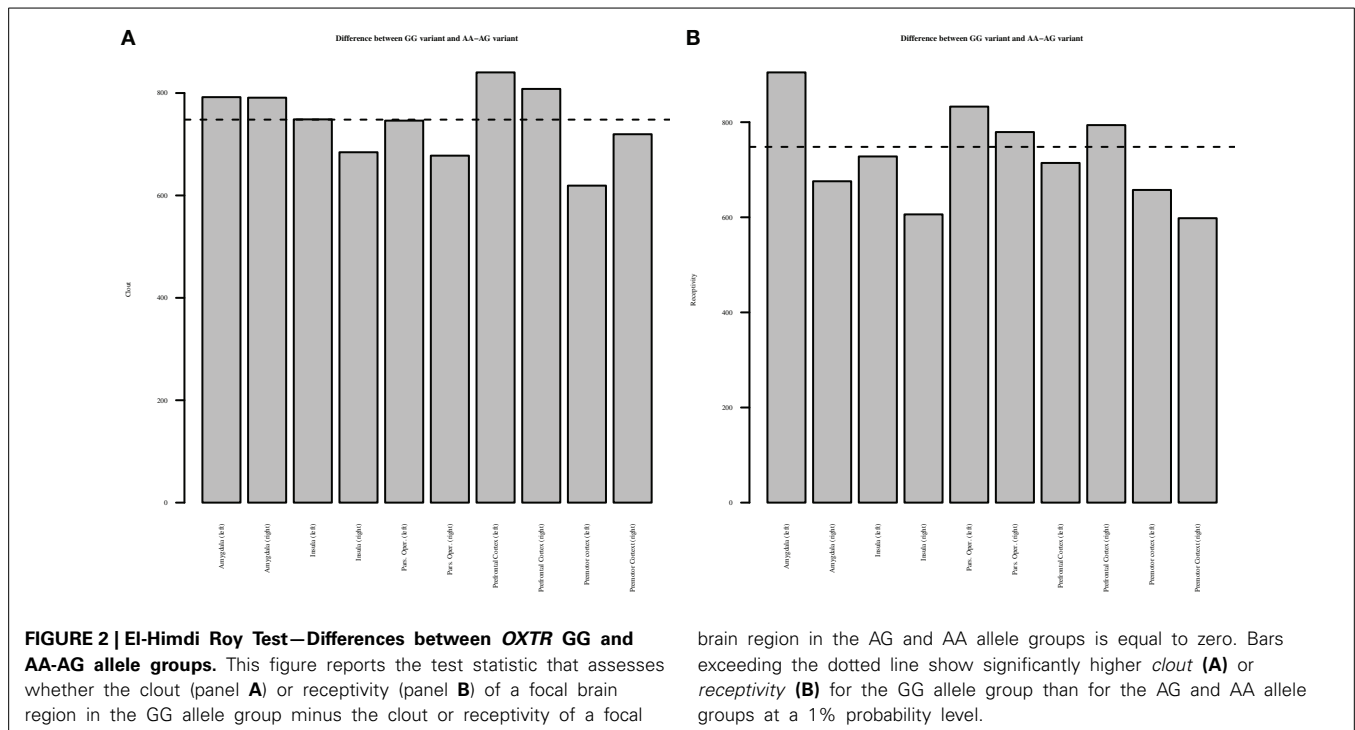 A
Difference between GG variant and AA−AG variant
Clout
800
600
400
200
0
Amygdala (left)
Amygdala (right)
Insula (left)
Insula (right)
Pars. Oper. (left)
Pars. Oper. (right)
Prefrontal Cortex (left)
Prefrontal Cortex (right)
Premotor cortex (left)
Premotor Cortext (right)
B
Difference between GG variant and AA−AG variant
Receptivity
800
600
400
200
0
Amygdala (left)
Amygdala (right)
Insula (left)
Insula (right)
Pars. Oper. (left)
Pars. Oper. (right)
Prefrontal Cortex (left)
Prefrontal Cortex (right)
Premotor cortex (left)
Premotor Cortext (right)
FIGURE 2 | El-Himdi Roy Test—Differences between OXTR GG and
AA-AG allele groups. This figure reports the test statistic that assesses
whether the clout (panel A) or receptivity (panel B) of a focal brain
region in the GG allele group minus the clout or receptivity of a focal
brain region in the AG and AA allele groups is equal to zero. Bars
exceeding the dotted line show significantly higher clout (A) or
receptivity (B) for the GG allele group than for the AG and AA allele
groups at a 1% probability level.